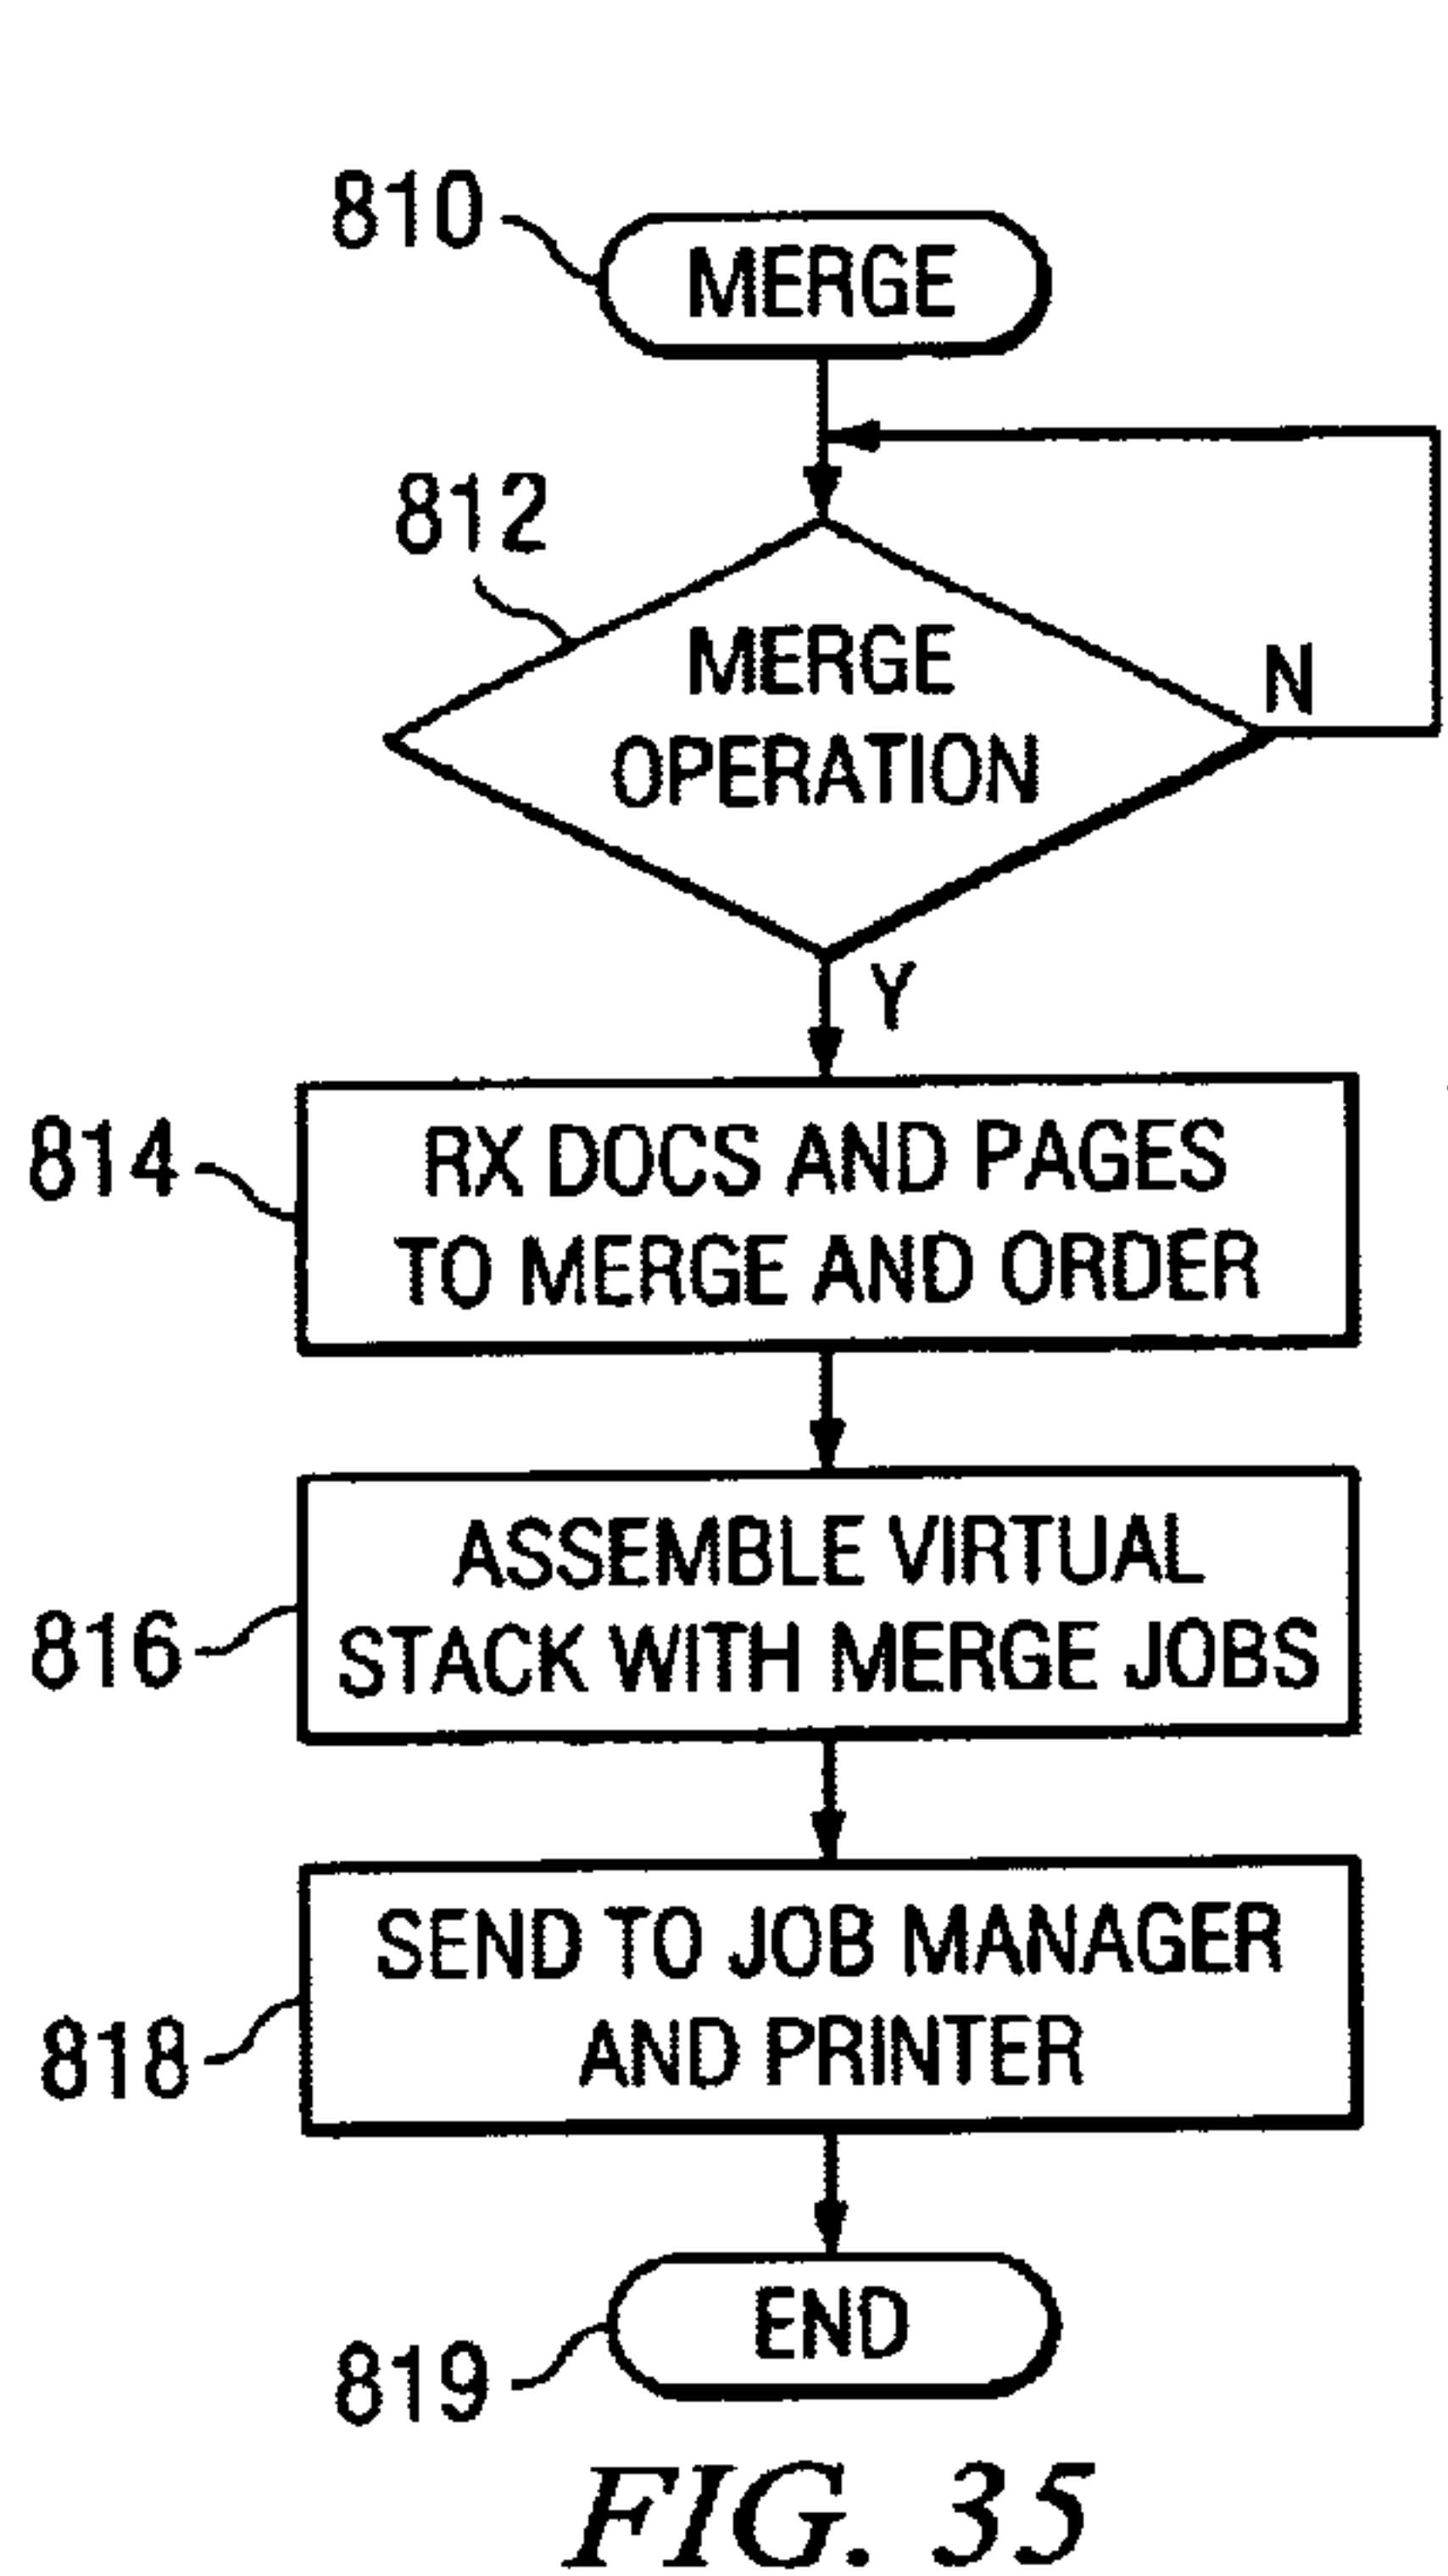 810
MERGE
812
MERGE
OPERATION
N
Y
814
RX DOCS AND PAGES
TO MERGE AND ORDER
816
ASSEMBLE VIRTUAL
STACK WITH MERGE JOBS
818
SEND TO JOB MANAGER
AND PRINTER
819
END
FIG. 35